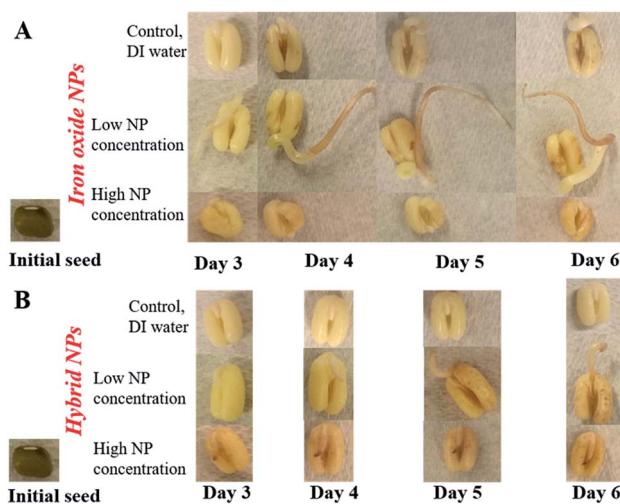 A
Control,
DI water
Iron oxide NPs
Low NP
concentration
High NP
concentration
Initial seed
Day 3
Day 4
Day 5
Day 6
B
Control,
DI water
Hybrid NPs
Low NP
concentration
High NP
concentration
Initial seed
Day 3
Day 4
Day 5
Day 6